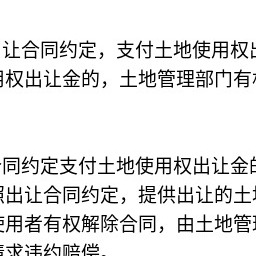 让合同约定，支付土地使用权出
用权出让金的，土地管理部门有权
合同约定支付土地使用权出让金的
照出让合同约定，提供出让的土地
使用者有权解除合同，由土地管理
请求违约赔偿。